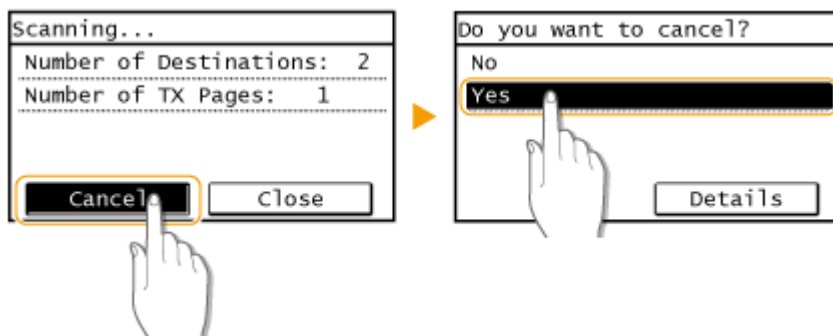 Scanning...
Number of Destinations: 2
Number of TX Pages: 1
Cancel
Close
Do you want to cancel?
No
Yes
Details